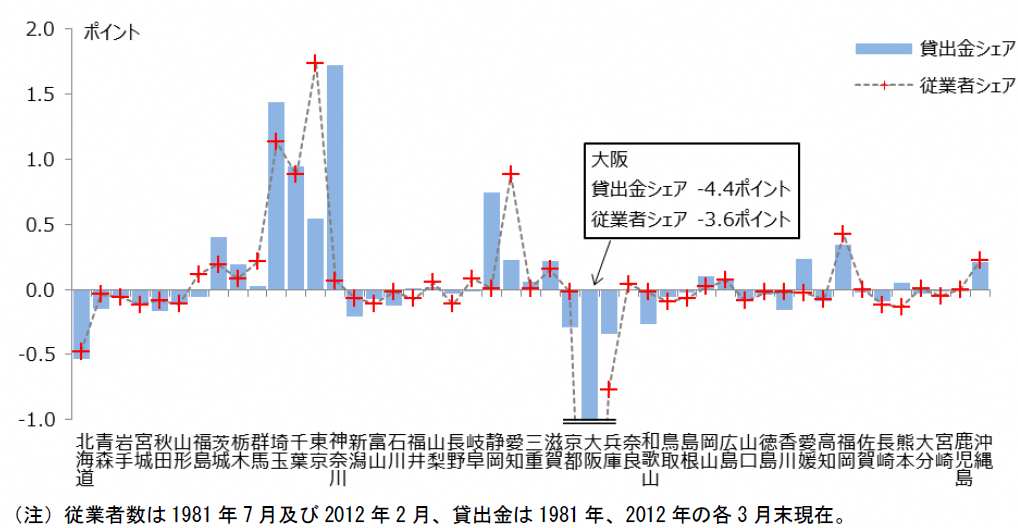 2.0
ポイント
貸出金シェア
従業者シェア
1.5
1.0
大阪
貸出金シェア -4.4ポイント
従業者シェア -3.6ポイント
0.5
0.0
-0.5
-1.0
北海道
青森
岩手
宮城
秋田
山形
福島
茨城
栃木
群馬
埼玉
千葉
東京
神奈川
新潟
富山
石川
福井
山梨
長野
岐阜
静岡
愛知
三重
滋賀
京都
大阪
兵庫
奈良
和歌山
鳥取
島根
岡山
広島
山口
徳島
香川
愛媛
高知
福岡
佐賀
長崎
熊本
大分
宮崎
鹿児島
沖縄
（注）従業者数は1981年7月及び2012年2月、貸出金は1981年、2012年の各3月末現在。